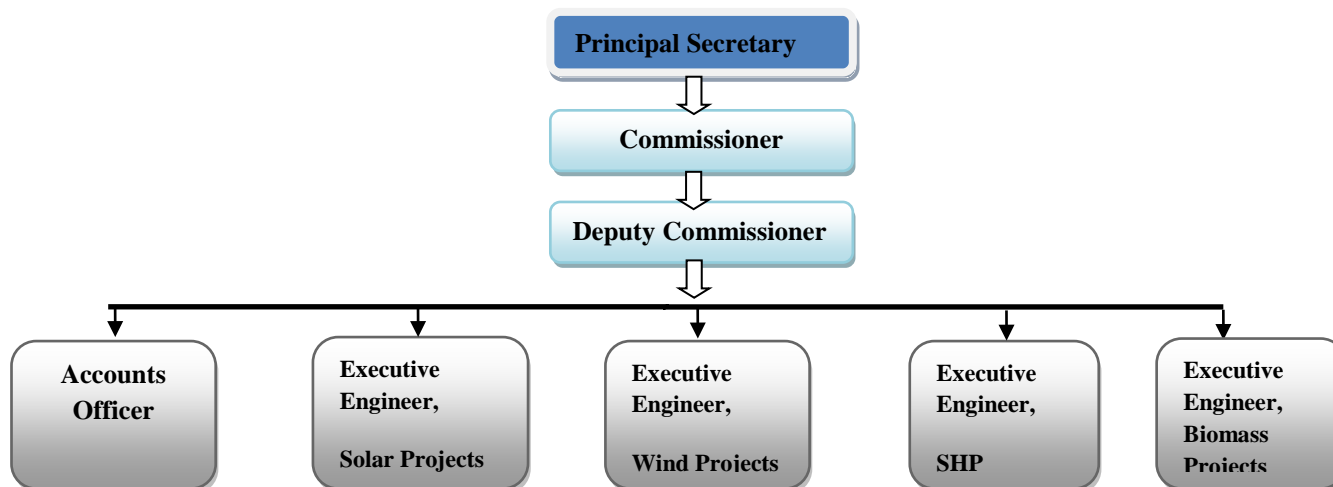 Principal Secretary
Commissioner
Deputy Commissioner
Accounts
Officer
Executive
Engineer,
Solar Projects
Executive
Engineer,
Wind Projects
Executive
Engineer,
SHP
Executive
Engineer,
Biomass
Projects